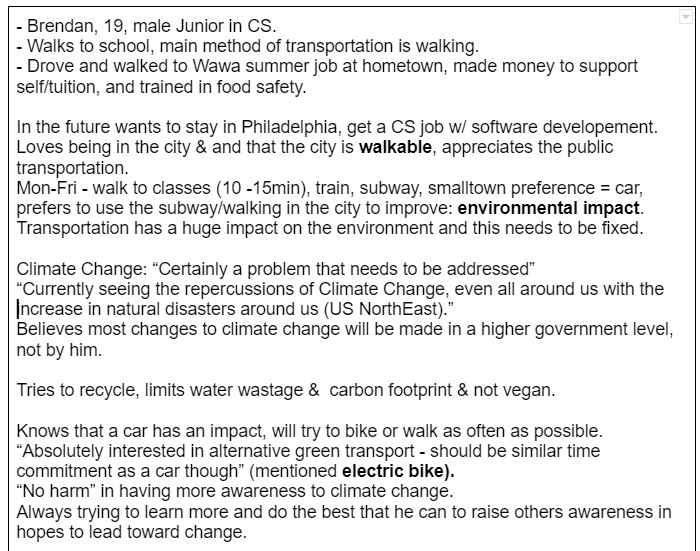 - Brendan, 19, male Junior in CS.
- Walks to school, main method of transportation is walking.
- Drove and walked to Wawa summer job at hometown, made money to support
self/tuition, and trained in food safety.
In the future wants to stay in Philadelphia, get a CS job w/ software developement.
Loves being in the city & and that the city is walkable, appreciates the public
transportation.
Mon-Fri - walk to classes (10 -15min), train, subway, smalltown preference = car,
prefers to use the subway/walking in the city to improve: environmental impact.
Transportation has a huge impact on the environment and this needs to be fixed.
Climate Change: “Certainly a problem that needs to be addressed”
“Currently seeing the repercussions of Climate Change, even all around us with the
increase in natural disasters around us (US NorthEast).”
Believes most changes to climate change will be made in a higher government level,
not by him.
Tries to recycle, limits water wastage &  carbon footprint & not vegan.
Knows that a car has an impact, will try to bike or walk as often as possible.
“Absolutely interested in alternative green transport - should be similar time
commitment as a car though” (mentioned electric bike).
“No harm” in having more awareness to climate change.
Always trying to learn more and do the best that he can to raise others awareness in
hopes to lead toward change.